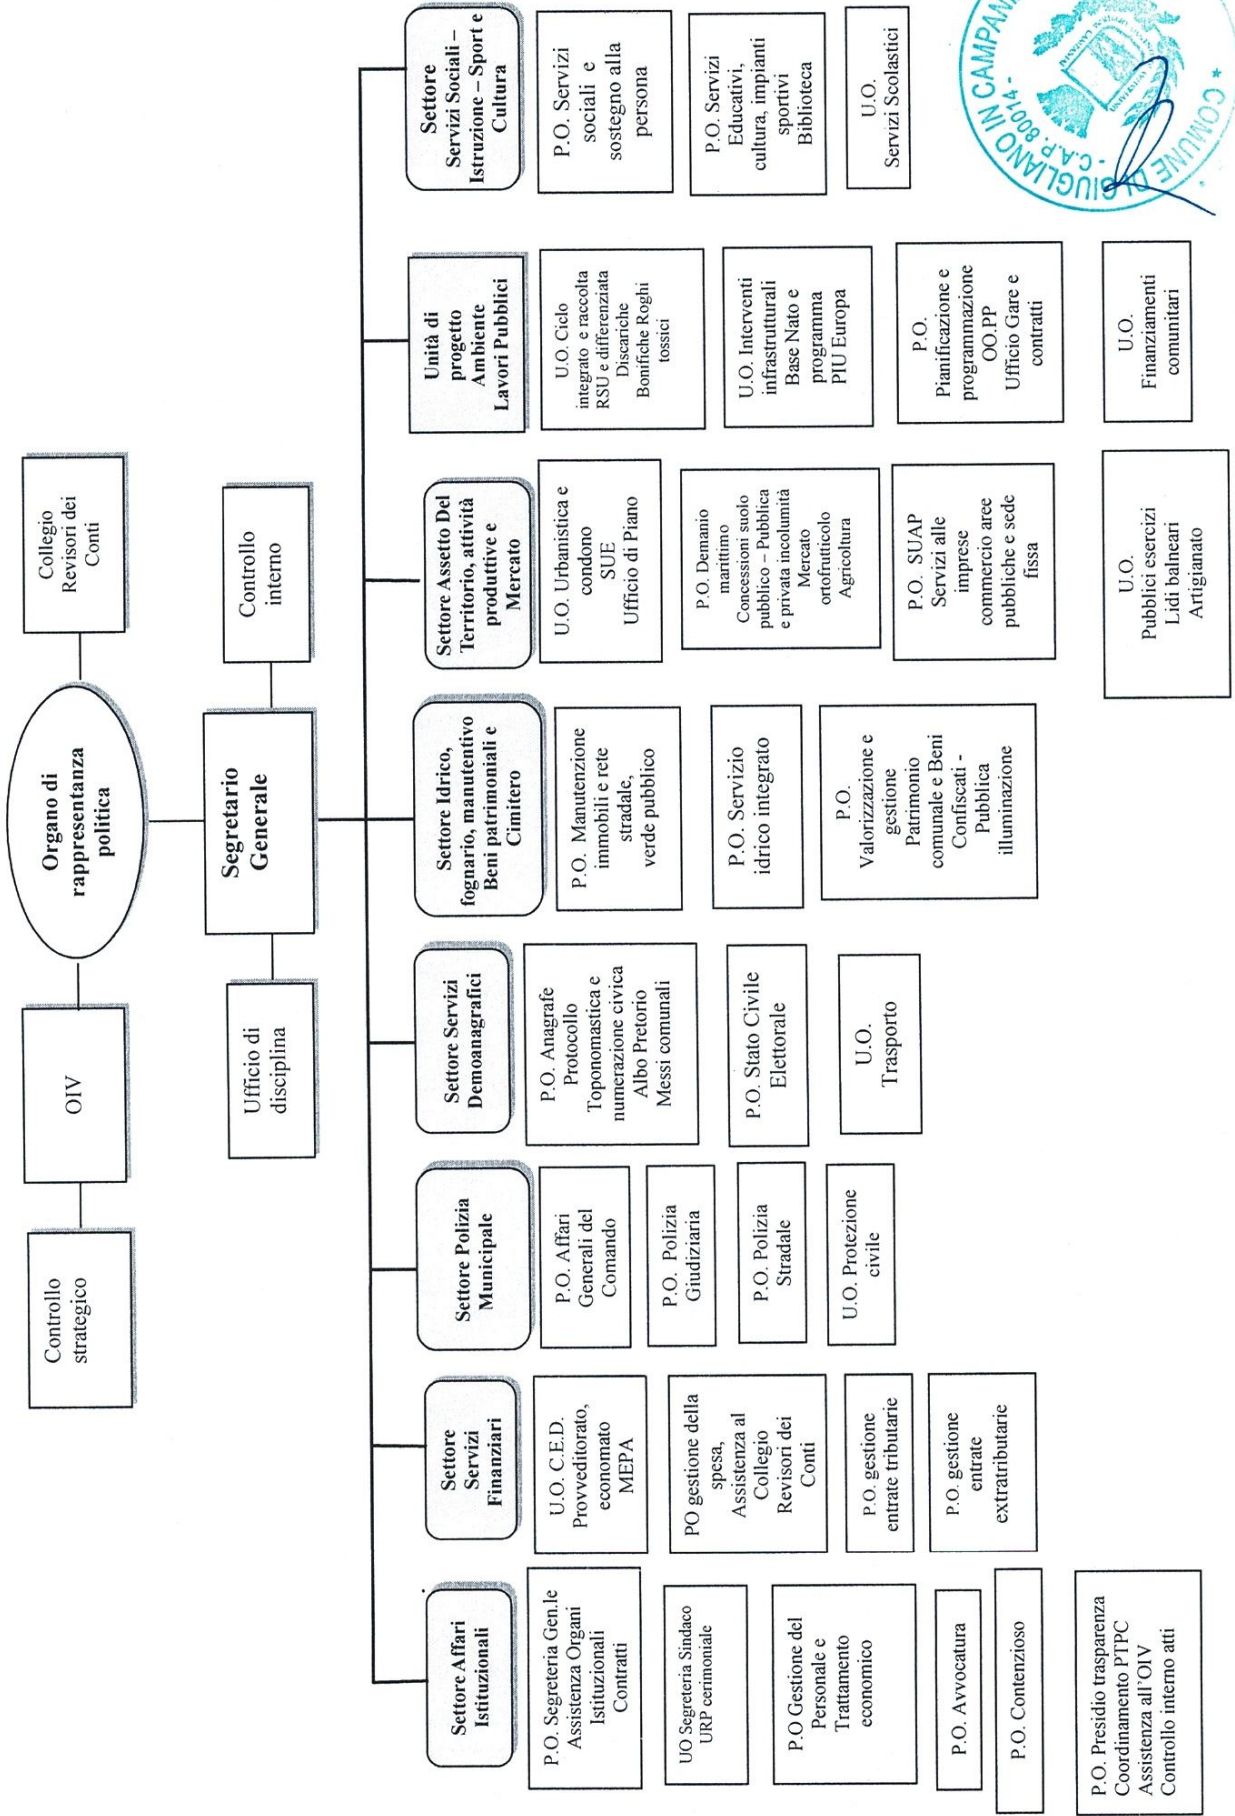 Organo di
rappresentanza
politica
Collegio
Revisori dei
Conti
OIV
Controllo
strategico
Segretario
Generale
Controllo
interno
Ufficio di
disciplina
Settore Affari
Istituzionali
P.O. Segreteria Gen.le
Assistenza Organi
Istituzionali
Contratti
UO Segreteria Sindaco
URP cerimoniale
P.O Gestione del
Personale e
Trattamento
economico
P.O. Avvocatura
P.O. Contenzioso
P.O. Presidio trasparenza
Coordinamento PTPC
Assistenza all'OIV
Controllo interno atti
Settore
Servizi
Finanziari
U.O. C.E.D.
Provveditorato,
economato
MEPA
PO gestione della
spesa,
Assistenza al
Collegio
Revisori dei
Conti
P.O. gestione
entrate tributarie
P.O. gestione
entrate
extratributarie
Settore Polizia
Municipale
P.O. Affari
Generali del
Comando
P.O. Polizia
Giudiziaria
P.O. Polizia
Stradale
U.O. Protezione
civile
Settore Servizi
Demoanagrafici
P.O. Anagrafe
Protocollo
Toponomastica e
numerazione civica
Albo Pretorio
Messi comunali
P.O. Stato Civile
Elettorale
U.O.
Trasporto
Settore Idrico,
fognario, manutentivo
Beni patrimoniali e
Cimitero
P.O. Manutenzione
immobili e rete
stradale,
verde pubblico
P.O. Servizio
idrico integrato
P.O.
Valorizzazione e
gestione
Patrimonio
comunale e Beni
Confiscati -
Pubblica
illuminazione
Settore Assetto Del
Territorio, attività
produttive e
Mercato
U.O. Urbanistica e
condono
SUE
Ufficio di Piano
P.O. Demanio
marittimo
Concessioni suolo
pubblico – Pubblica
e privata incolumità
Mercato
ortofrutticolo
Agricoltura
P.O. SUAP
Servizi alle
imprese
commercio aree
pubbliche e sede
fissa
U.O.
Pubblici esercizi
Lidi balneari
Artigianato
Unità di
progetto
Ambiente
Lavori Pubblici
U.O. Ciclo
integrato e raccolta
RSU e differenziata
Discariche
Bonifiche Roghi
tossici
U.O. Interventi
infrastrutturali
Base Nato e
programma
PIU Europa
P.O.
Pianificazione e
programmazione
OO.PP
Ufficio Gare e
contratti
U.O.
Finanziamenti
comunitari
Settore
Servizi Sociali –
Istruzione – Sport e
Cultura
P.O. Servizi
sociali e
sostegno alla
persona
P.O. Servizi
Educativi,
cultura, impianti
sportivi
Biblioteca
U.O.
Servizi Scolastici
* COMUNE DI GIUGLIANO IN CAMPAN
- C.A.P. 80014 -